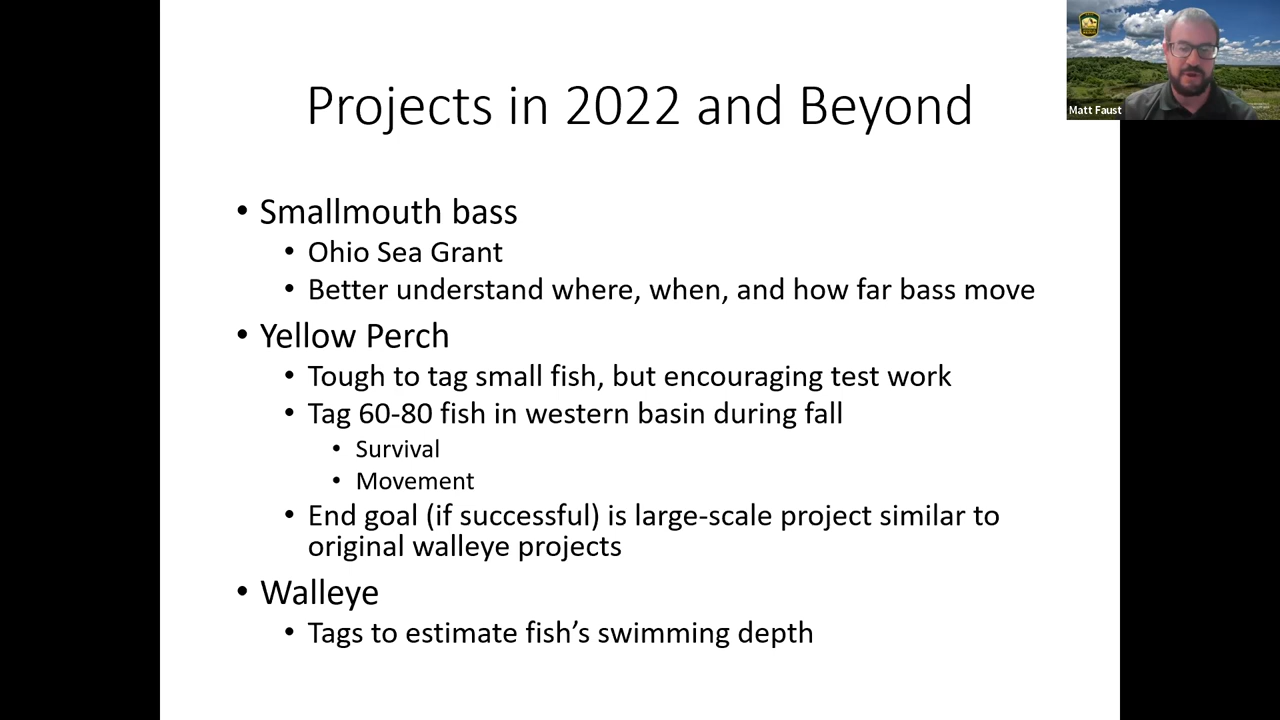 Projects in 2022 and Beyond
Matt Faust
• Smallmouth bass
• Ohio Sea Grant
• Better understand where, when, and how far bass move
• Yellow Perch
• Tough to tag small fish, but encouraging test work
• Tag 60-80 fish in western basin during fall
• Survival
• Movement
• End goal (if successful) is large-scale project similar to
original walleye projects
• Walleye
• Tags to estimate fish’s swimming depth